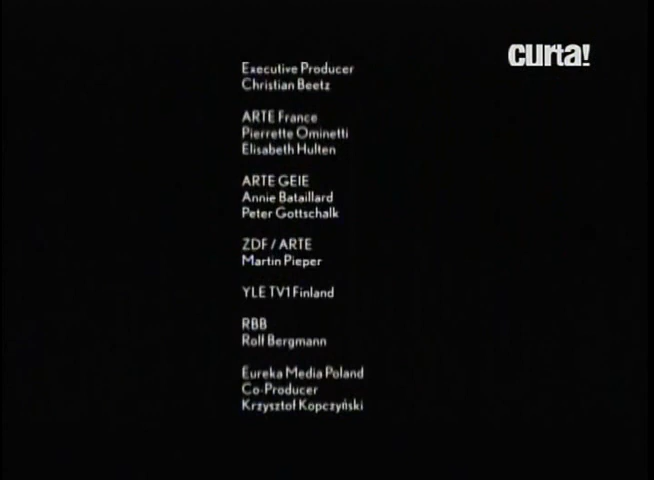 curta!
Executive Producer
Christian Beetz
ARTE France
Pierrette Ominetti
Elisabeth Hulten
ARTE GEIE
Annie Bataillard
Peter Gottschalk
ZDF / ARTE
Martin Pieper
YLE TV1 Finland
RBB
Rolf Bergmann
Eureka Media Poland
Co-Producer
Krzysztof Kopczyński